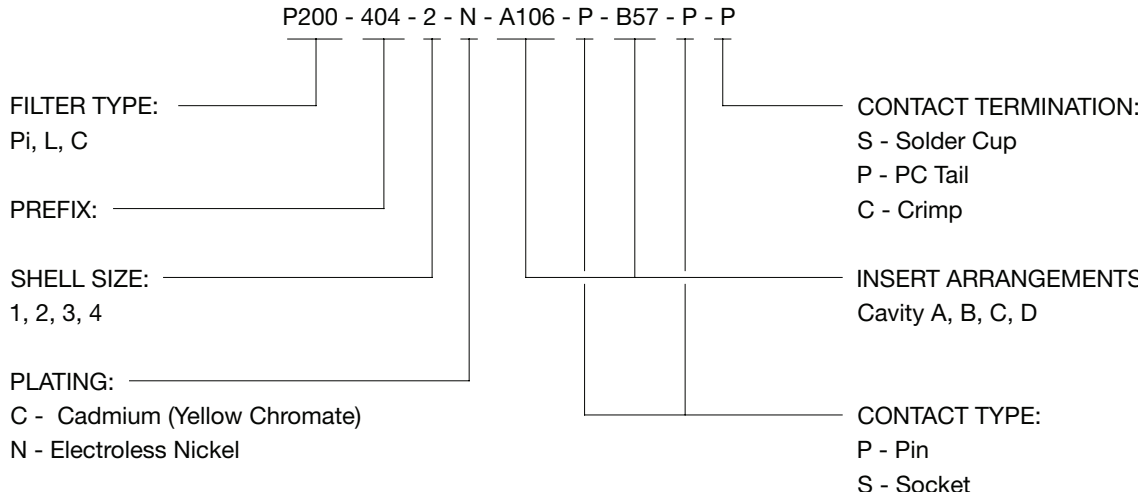 P200 - 404 - 2 - N - A106 - P - B57 - P - P
FILTER TYPE:
Pi, L, C
PREFIX:
SHELL SIZE:
1, 2, 3, 4
PLATING:
C - Cadmium (Yellow Chromate)
N - Electroless Nickel
CONTACT TERMINATION:
S - Solder Cup
P - PC Tail
C - Crimp
INSERT ARRANGEMENTS
Cavity A, B, C, D
CONTACT TYPE:
P - Pin
S - Socket